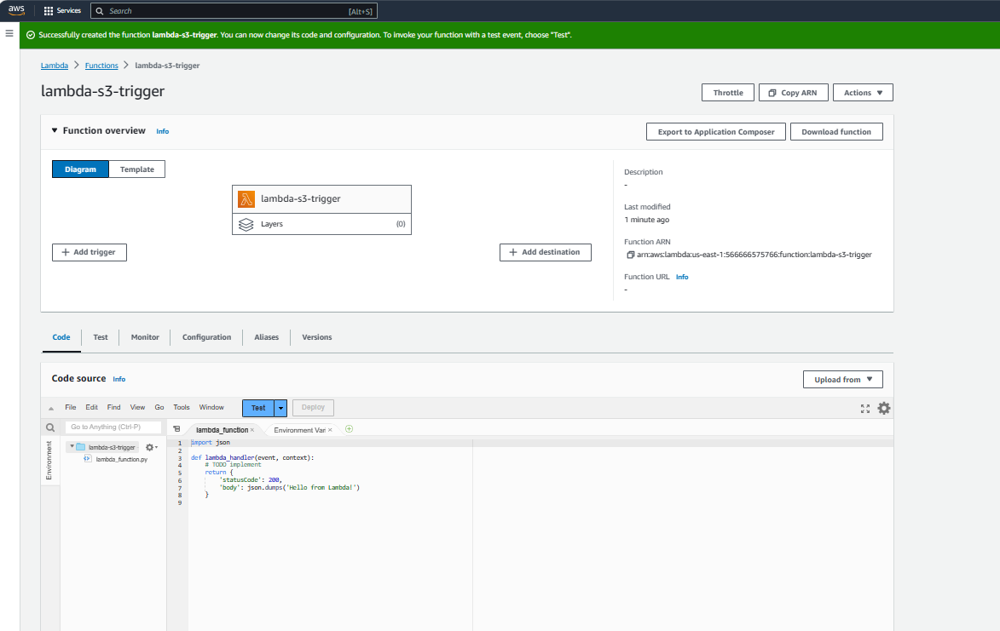 aws Services Search [Alt+S]
Successfully created the function lambda-s3-trigger. You can now change its code and configuration. To invoke your function with a test event, choose "Test".
Lambda > Functions > lambda-s3-trigger
lambda-s3-trigger
Throttle Copy ARN Actions
Function overview Info
Export to Application Composer Download function
Diagram Template
lambda-s3-trigger
Layers (0)
+ Add trigger
+ Add destination
Description
-
Last modified
1 minute ago
Function ARN
arn:aws:lambda:us-east-1:566666575766:function:lambda-s3-trigger
Function URL Info
-
Code Test Monitor Configuration Aliases Versions
Code source Info
Upload from
File Edit Find View Go Tools Window Test Deploy
Go to Anything (Ctrl-P)
lambda_function × Environment Vari ×
Environment
lambda-s3-trigger
lambda_function.py
1 import json
2
3 def lambda_handler(event, context):
4 # TODO implement
5 return {
6 'statusCode': 200,
7 'body': json.dumps('Hello from Lambda!')
8 }
9